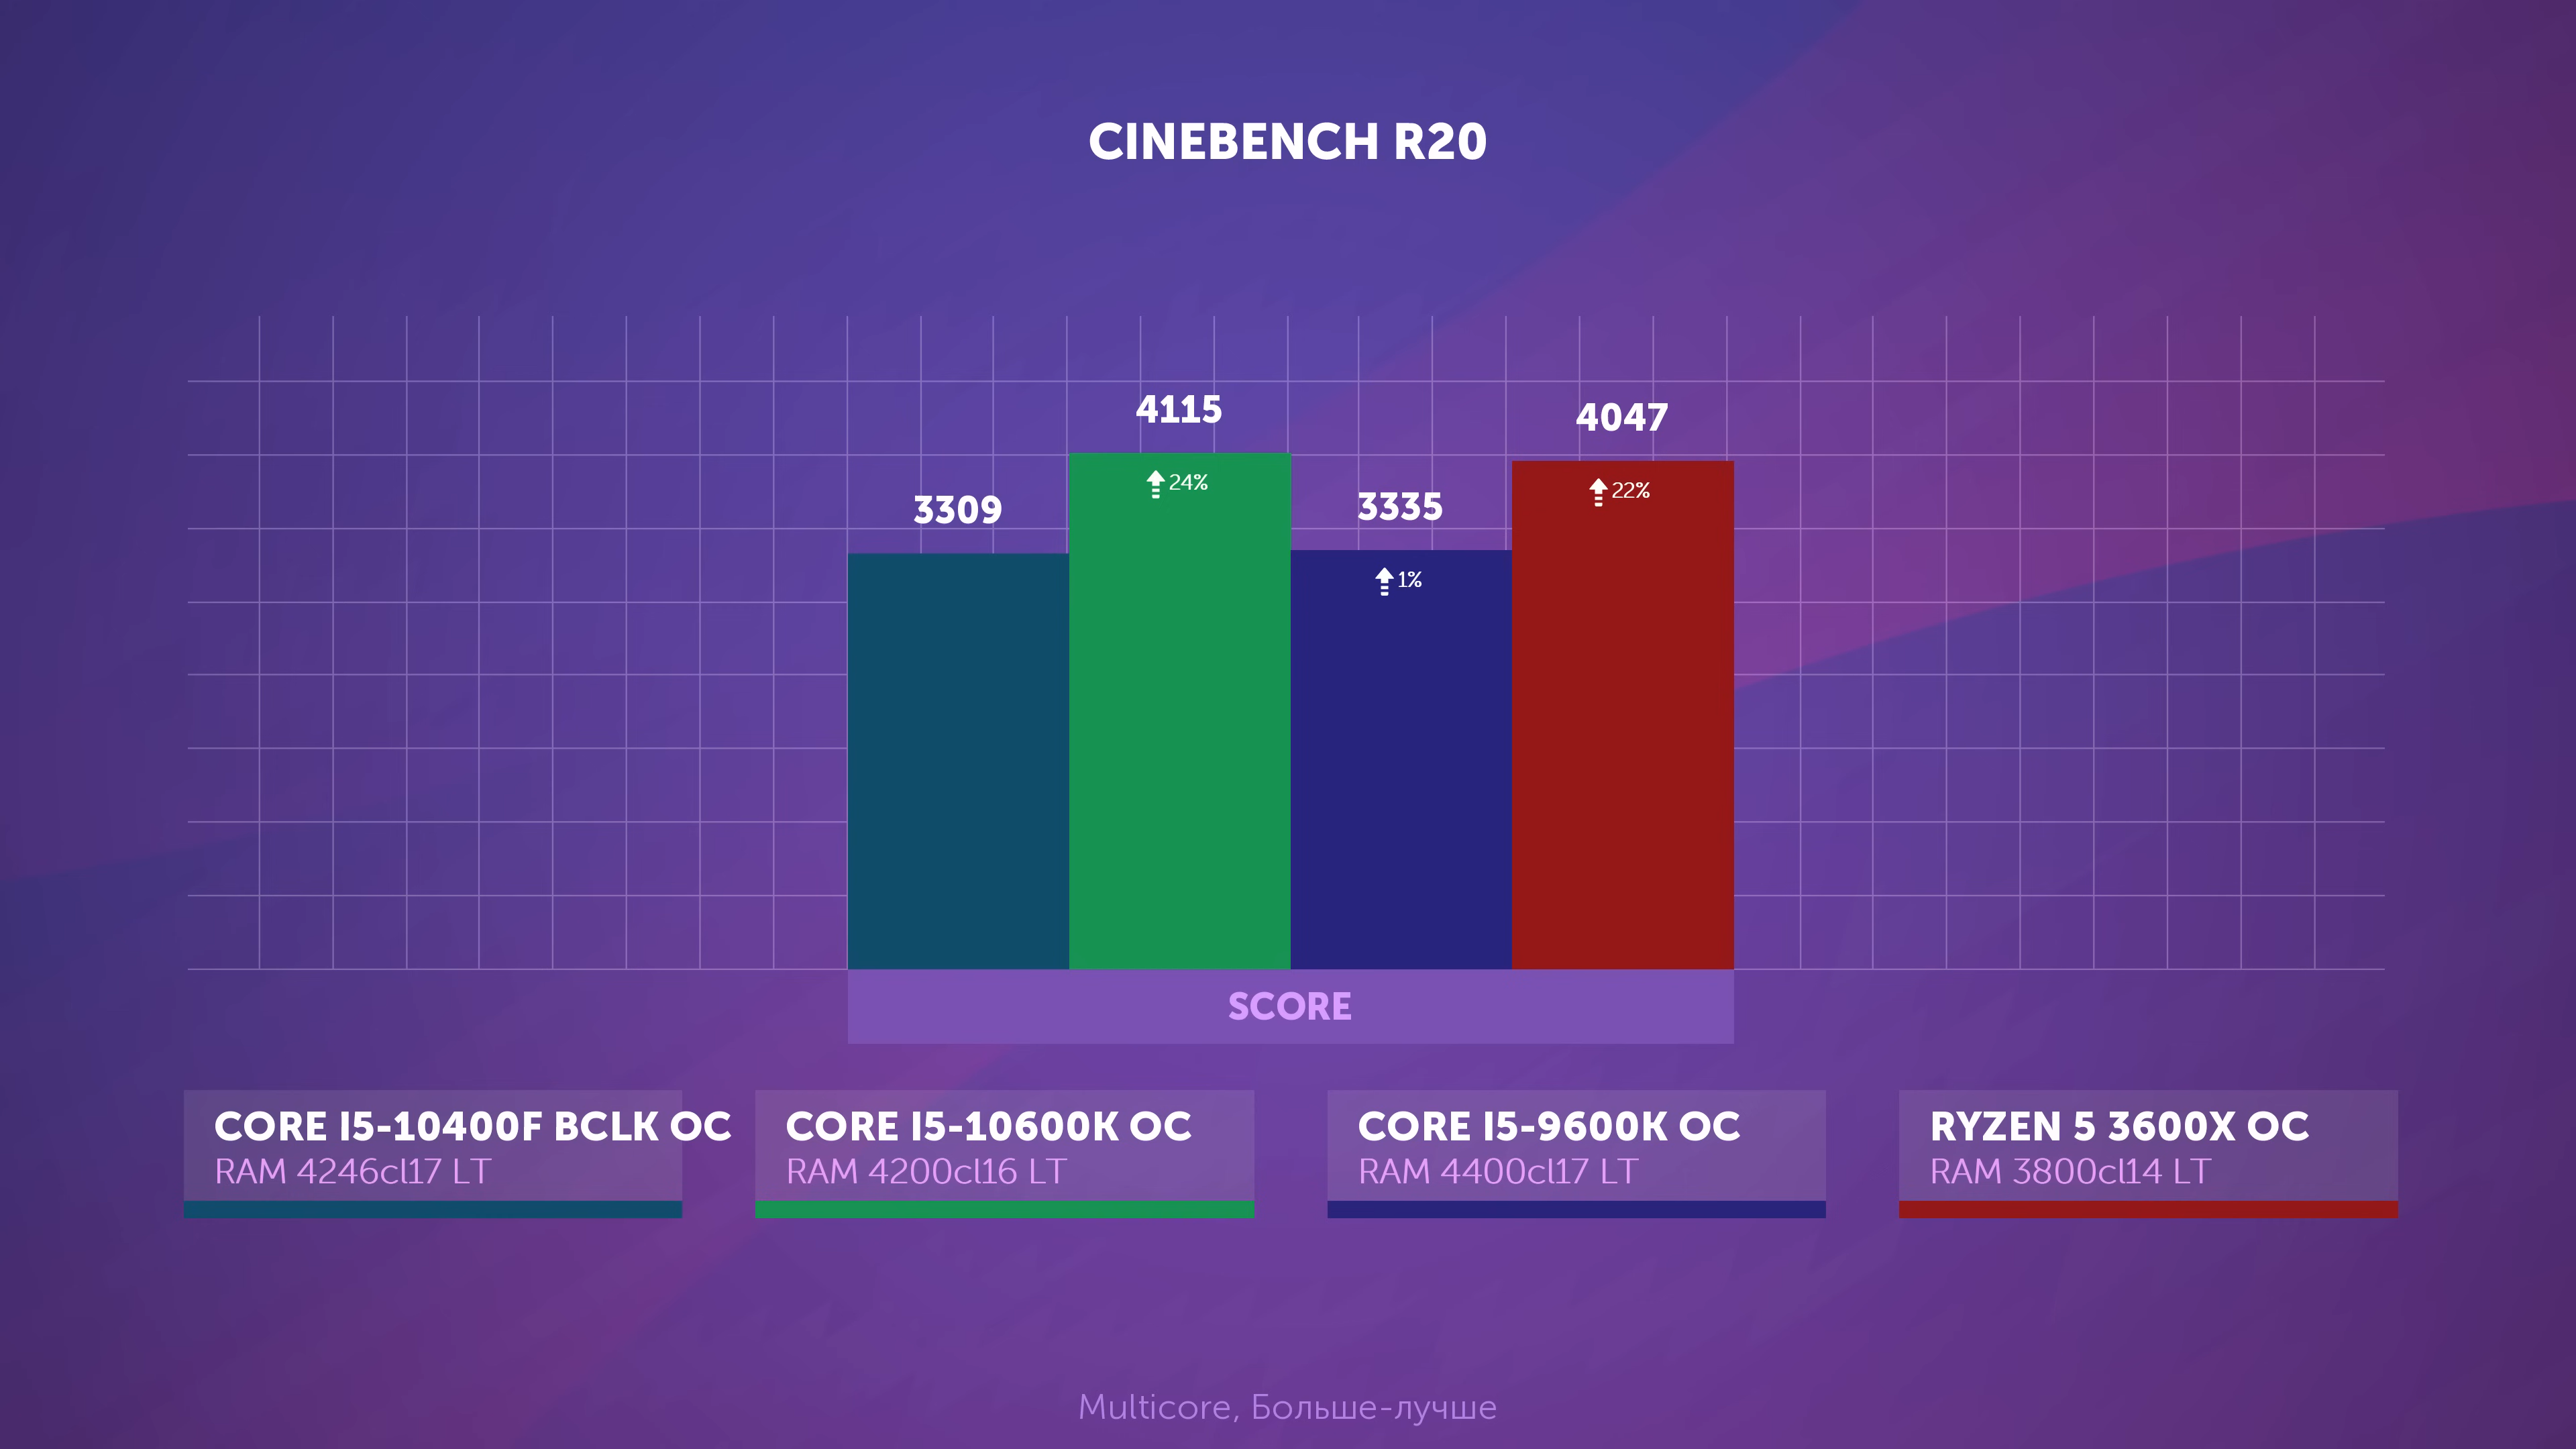 CINEBENCH R20
4115
4047
24%
22%
3309
3335
1%
SCORE
CORE I5-10400F BCLK OC
RAM 4246cl17 LT
CORE I5-10600K OC
RAM 4200cl16 LT
CORE I5-9600K OC
RAM 4400cl17 LT
RYZEN 5 3600X OC
RAM 3800cl14 LT
Multicore, Больше-лучше